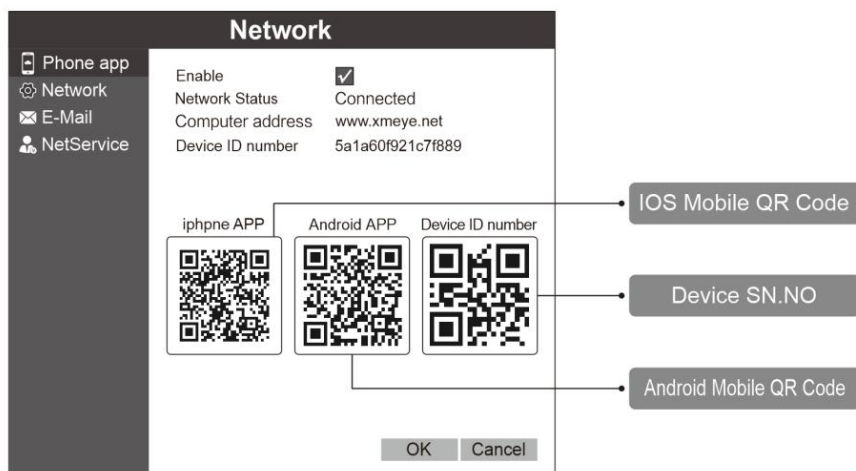 Network
Phone app
Network
E-Mail
NetService
Enable
Network Status Connected
Computer address www.xmeye.net
Device ID number 5a1a60f921c7f889
iphpne APP Android APP Device ID number
IOS Mobile QR Code
Device SN.NO
Android Mobile QR Code
OK Cancel